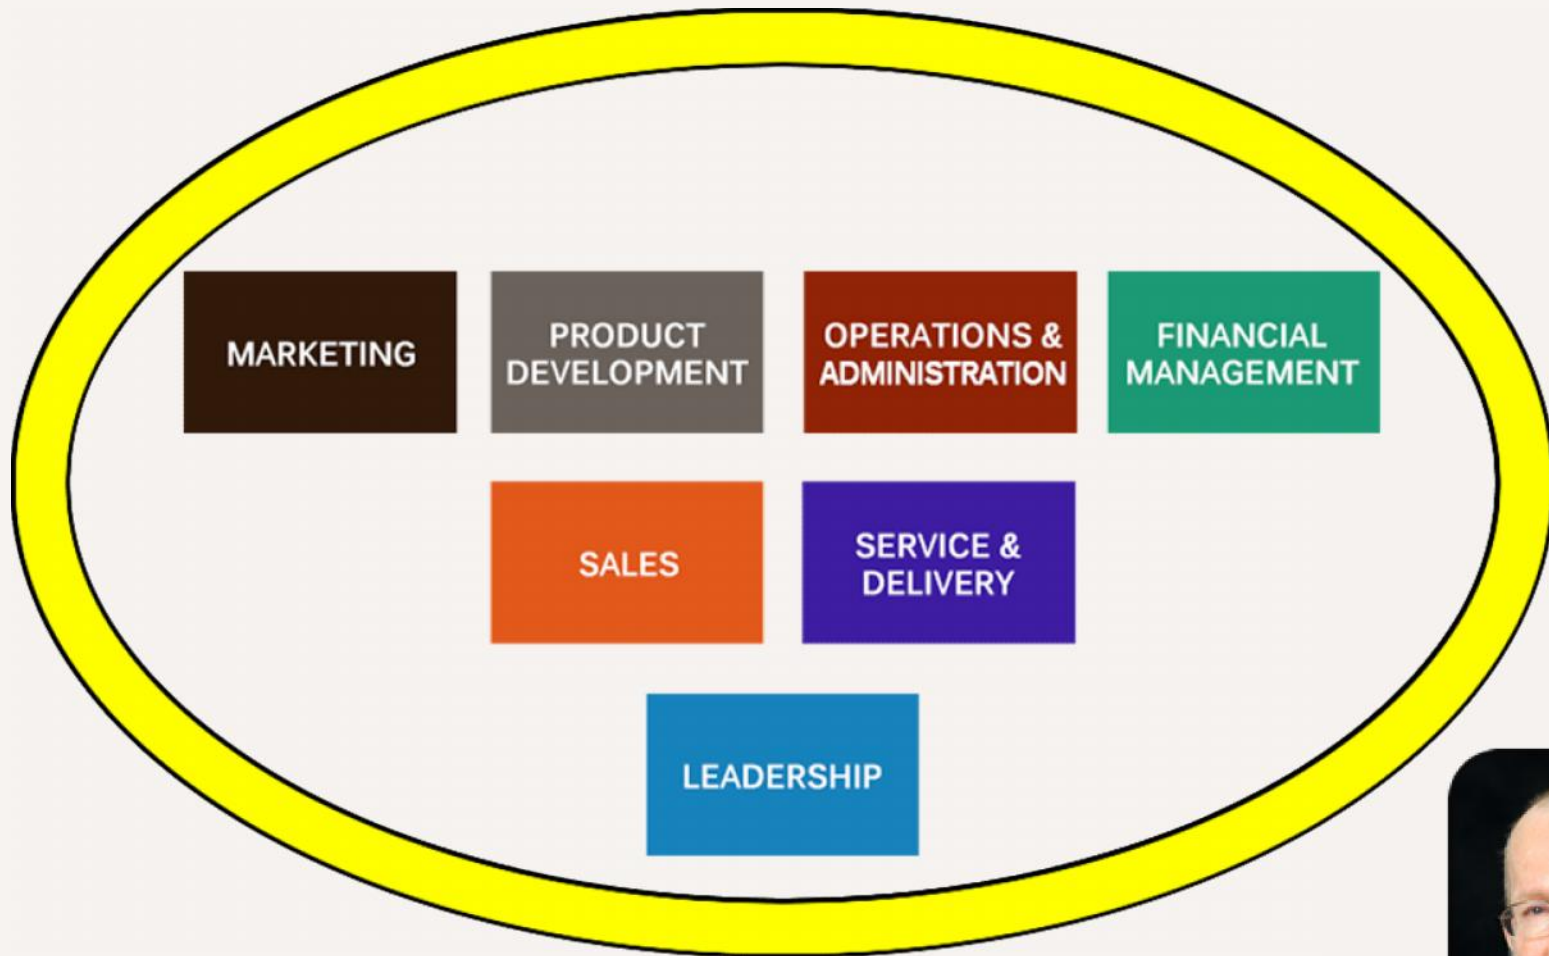 MARKETING
PRODUCT
DEVELOPMENT
OPERATIONS &
ADMINISTRATION
FINANCIAL
MANAGEMENT
SALES
SERVICE &
DELIVERY
LEADERSHIP